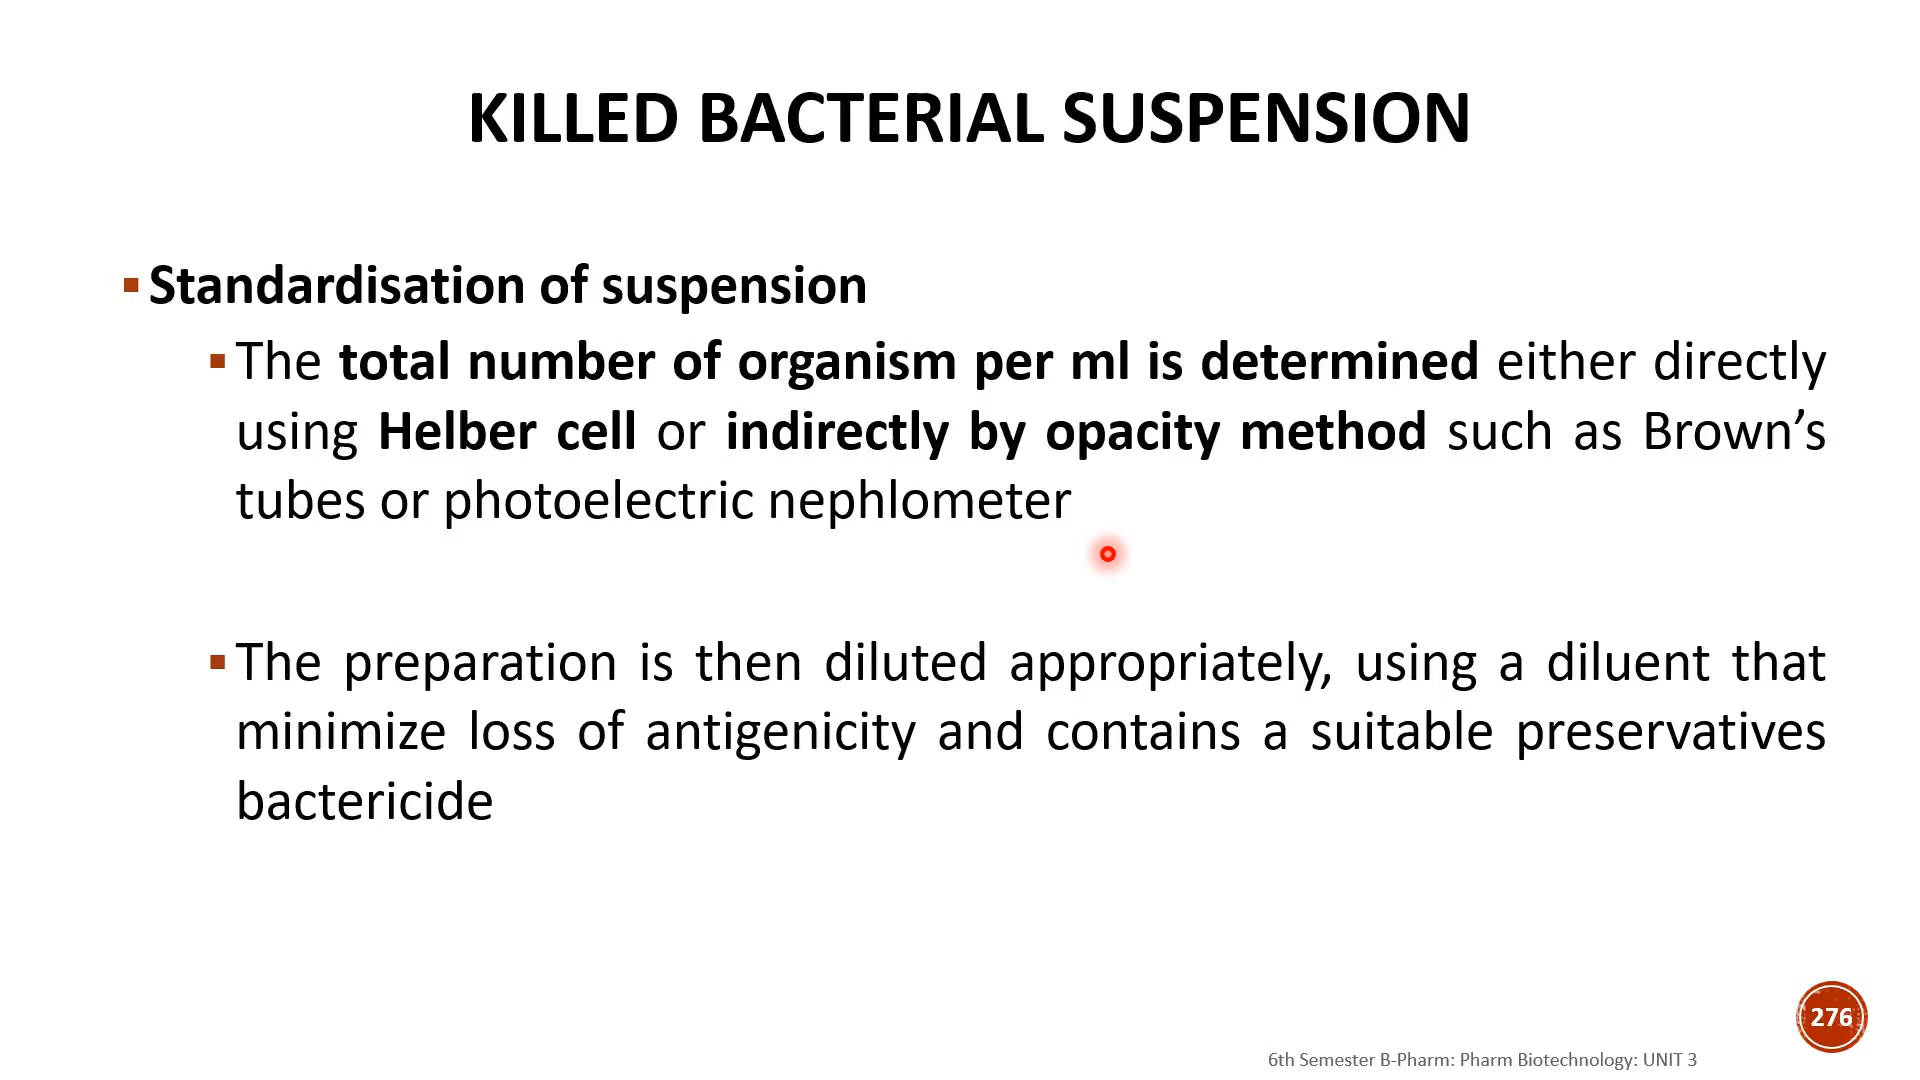 KILLED BACTERIAL SUSPENSION
Standardisation of suspension
The total number of organism per ml is determined either directly
using Helber cell or indirectly by opacity method such as Brown’s
tubes or photoelectric nephlometer
The preparation is then diluted appropriately, using a diluent that
minimize loss of antigenicity and contains a suitable preservatives
bactericide
276
6th Semester B-Pharm: Pharm Biotechnology: UNIT 3